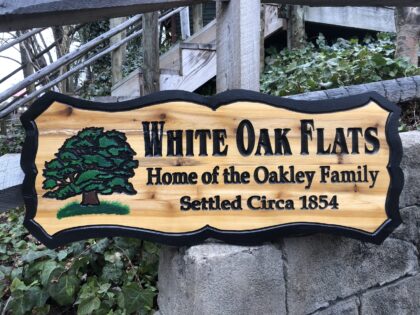 White Oak Flats
Home of the Oakley Family
Settled Circa 1854